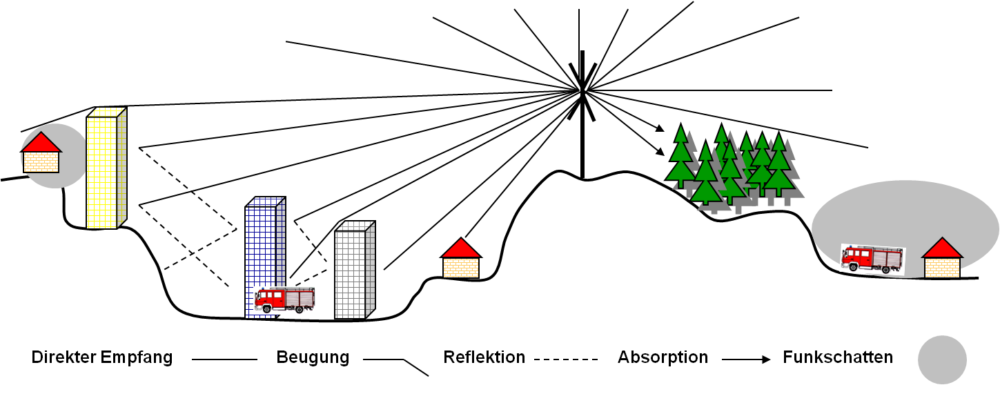 Direkter Empfang Beugung Reflektion Absorption Funkschatten